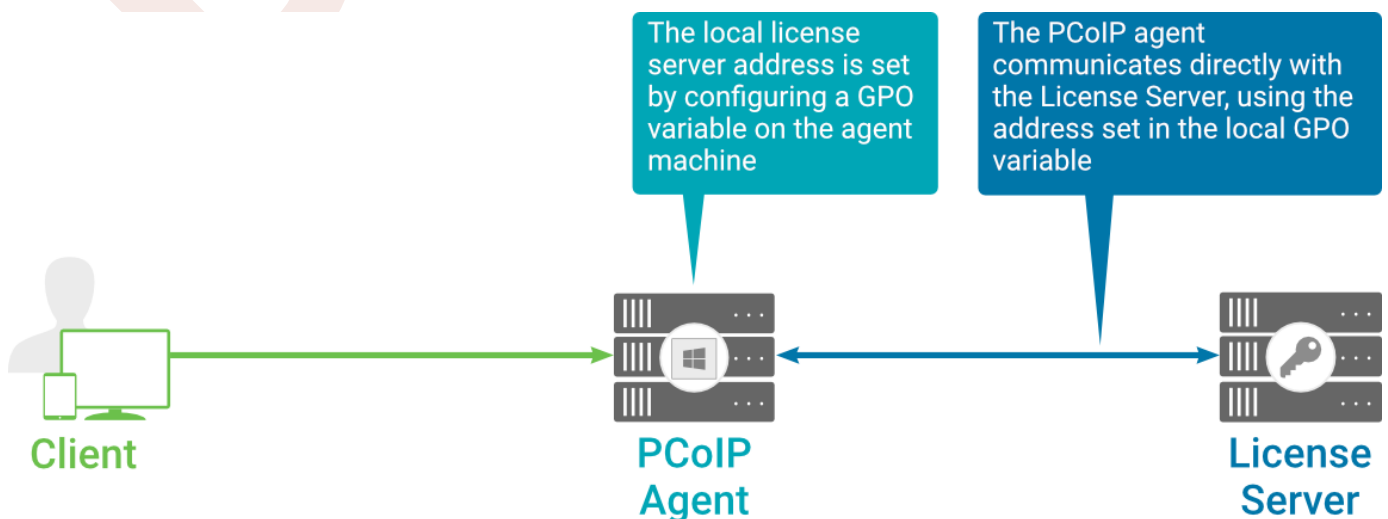 The local license
server address is set
by configuring a GPO
variable on the agent
machine
The PCoIP agent
communicates directly with
the License Server, using the
address set in the local GPO
variable
Client
PCoIP
Agent
License
Server